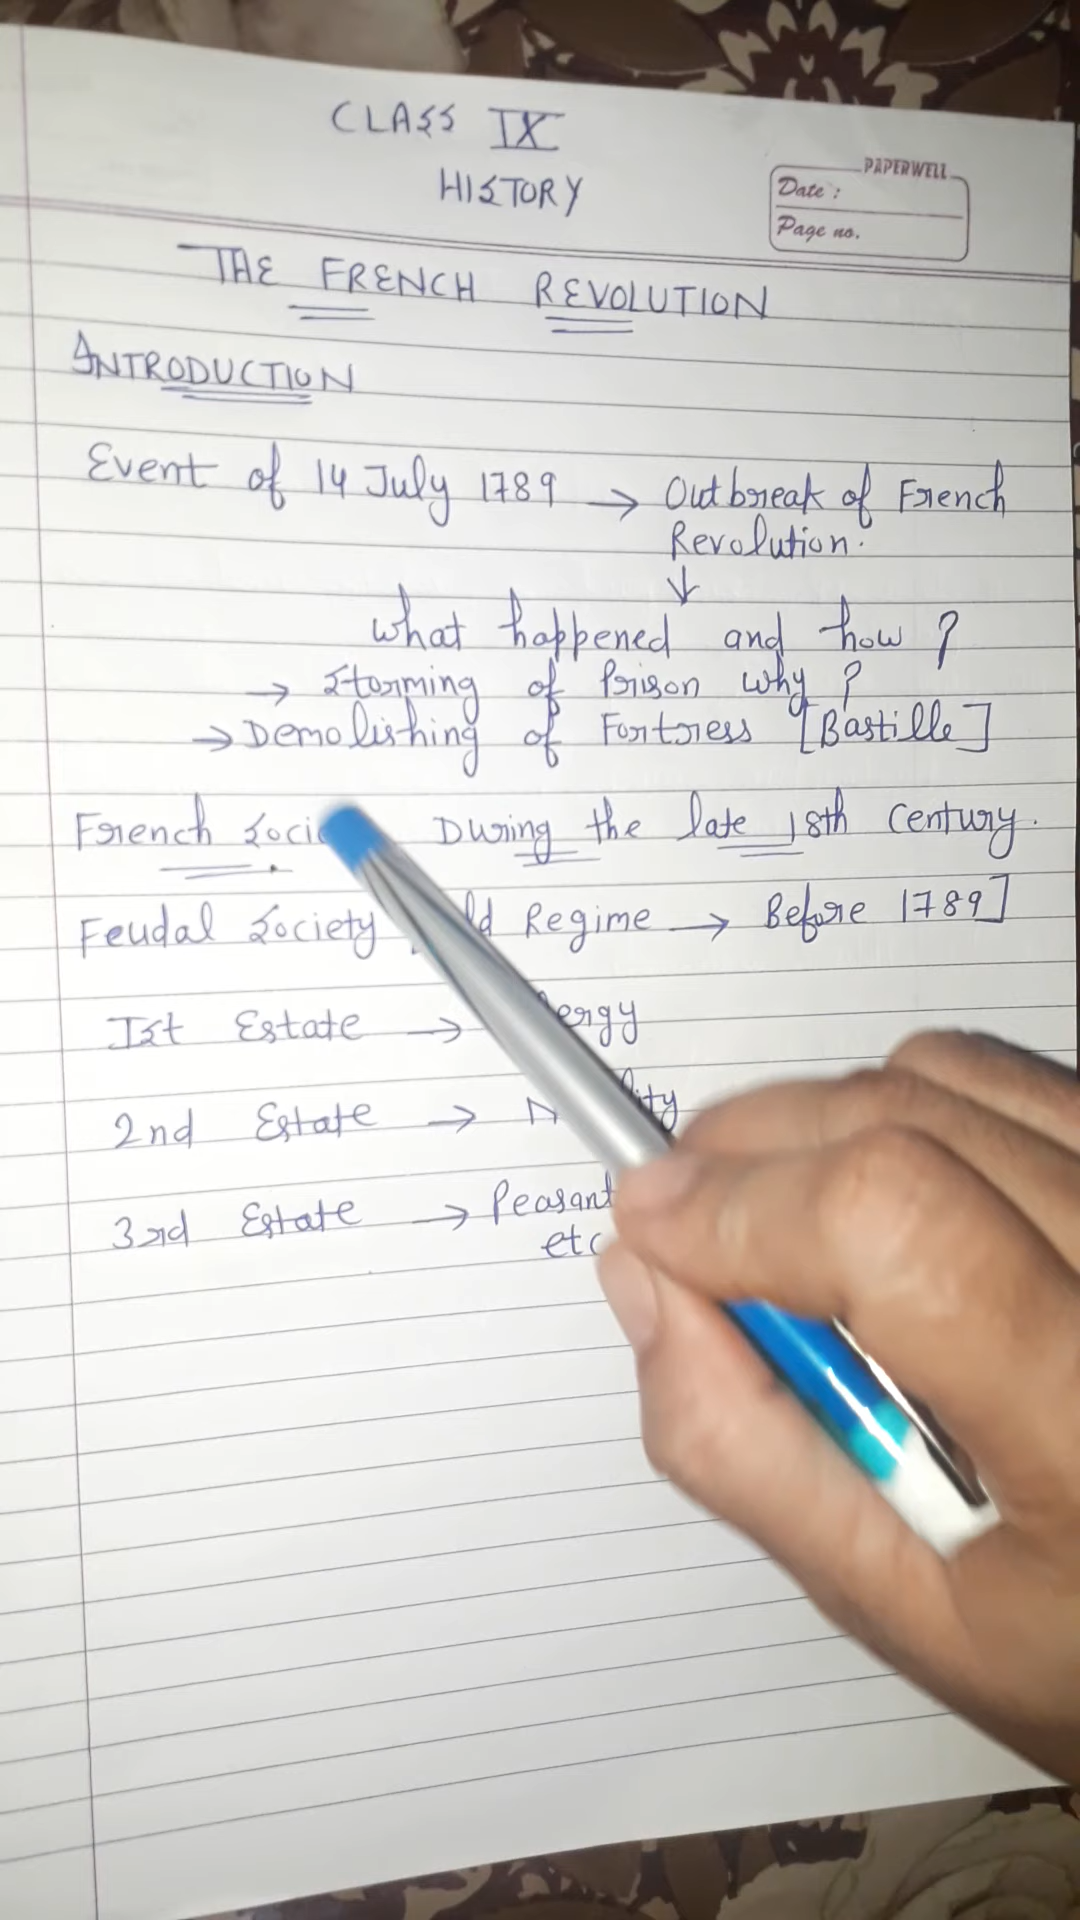 CLASS IX
HISTORY
PAPERWELL
Date :
Page no.
THE FRENCH REVOLUTION
INTRODUCTION
Event of 14 July 1789 → Outbreak of French
Revolution.
↓
what happened and how ?
→ Storming of Prison why ?
→ Demolishing of Fortress [Bastille]
French During the late 18th Century.
Feudal Society Regime → Before 1789]
Ist Estate →
2nd Estate →
3rd Estate → Peasant
etc